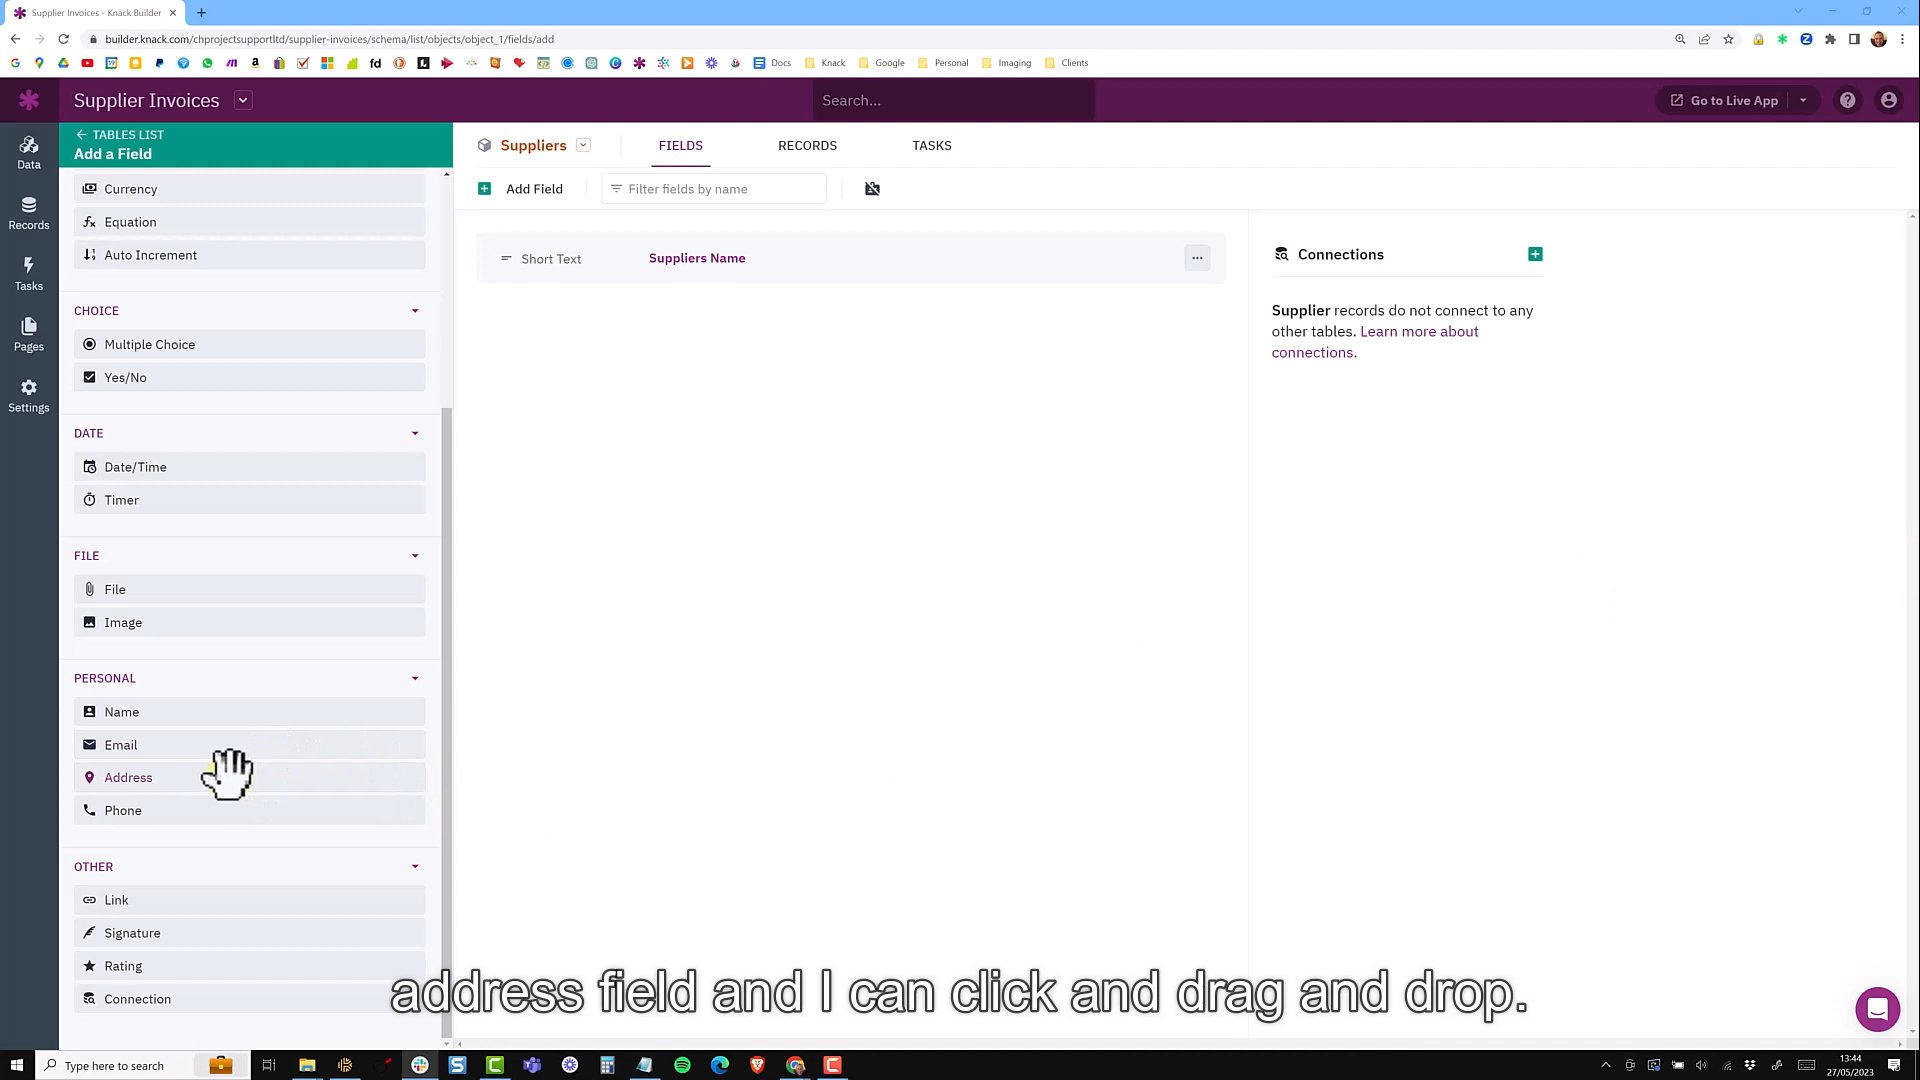 Supplier Invoices - Knack Builder
builder.knack.com/chprojectsupportltd/supplier-invoices/schema/list/objects/object_1/fields/add
Docs
Knack
Google
Personal
Imaging
Clients
Supplier Invoices
Search...
Go to Live App
TABLES LIST
Add a Field
Suppliers
FIELDS
RECORDS
TASKS
Add Field
Filter fields by name
Data
Records
Tasks
Pages
Settings
Currency
Equation
Auto Increment
CHOICE
Multiple Choice
Yes/No
DATE
Date/Time
Timer
FILE
File
Image
PERSONAL
Name
Email
Address
Phone
OTHER
Link
Signature
Rating
Connection
Short Text
Suppliers Name
Connections
Supplier records do not connect to any
other tables. Learn more about
connections.
address field and I can click and drag and drop.
Type here to search
13:44
27/05/2023